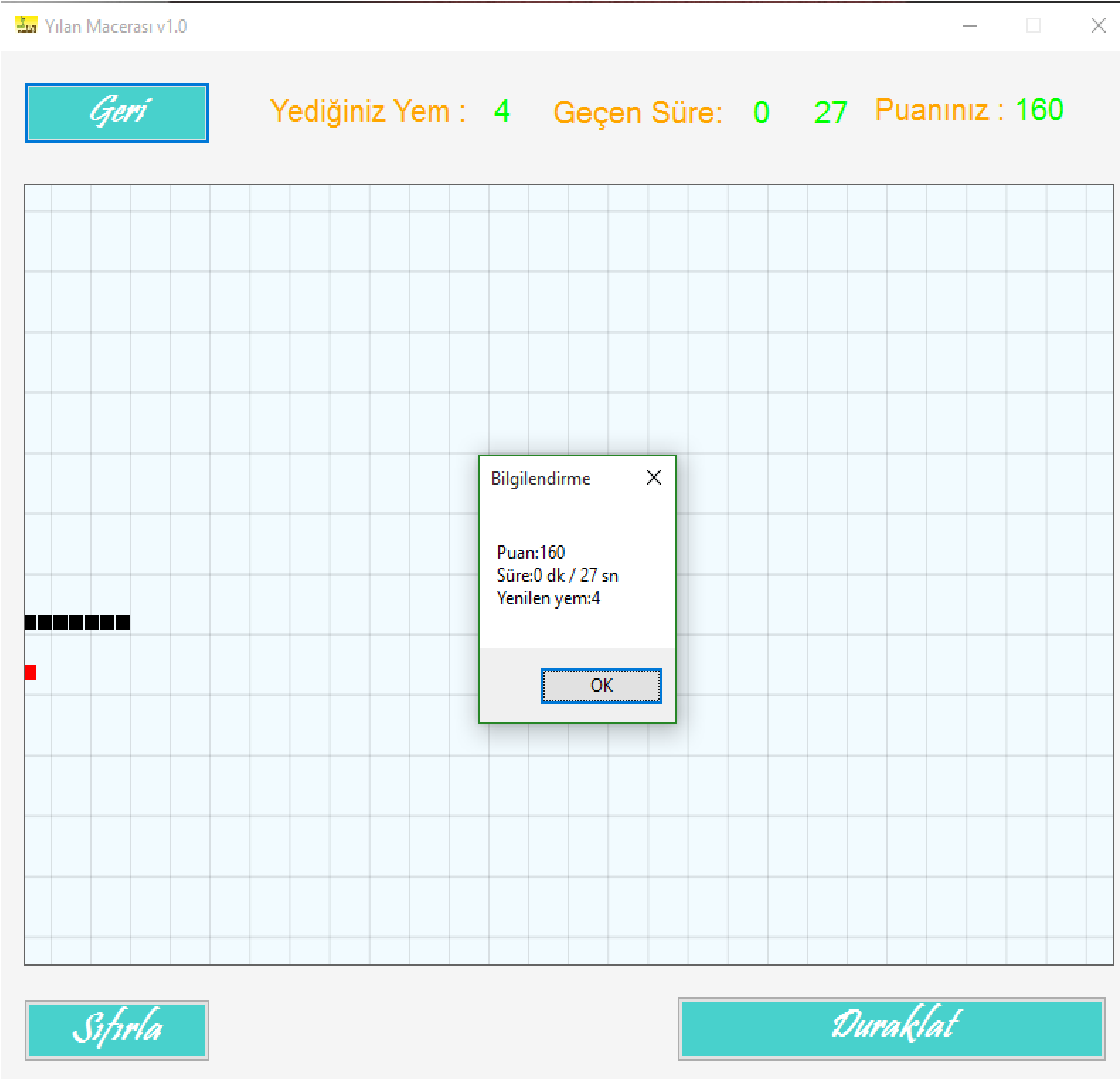 Yılan Macerası v1.0
Geri
Yediğiniz Yem : 4 Geçen Süre: 0 27 Puanınız : 160
Bilgilendirme
Puan:160
Süre:0 dk / 27 sn
Yenilen yem:4
OK
Sıfırla
Duraklat